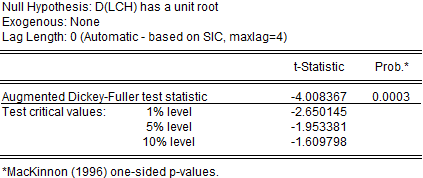 Null Hypothesis: D(LCH) has a unit root
Exogenous: None
Lag Length: 0 (Automatic - based on SIC, maxlag=4)
t-Statistic Prob.*
Augmented Dickey-Fuller test statistic -4.008367 0.0003
Test critical values: 1% level -2.650145
5% level -1.953381
10% level -1.609798
*MacKinnon (1996) one-sided p-values.